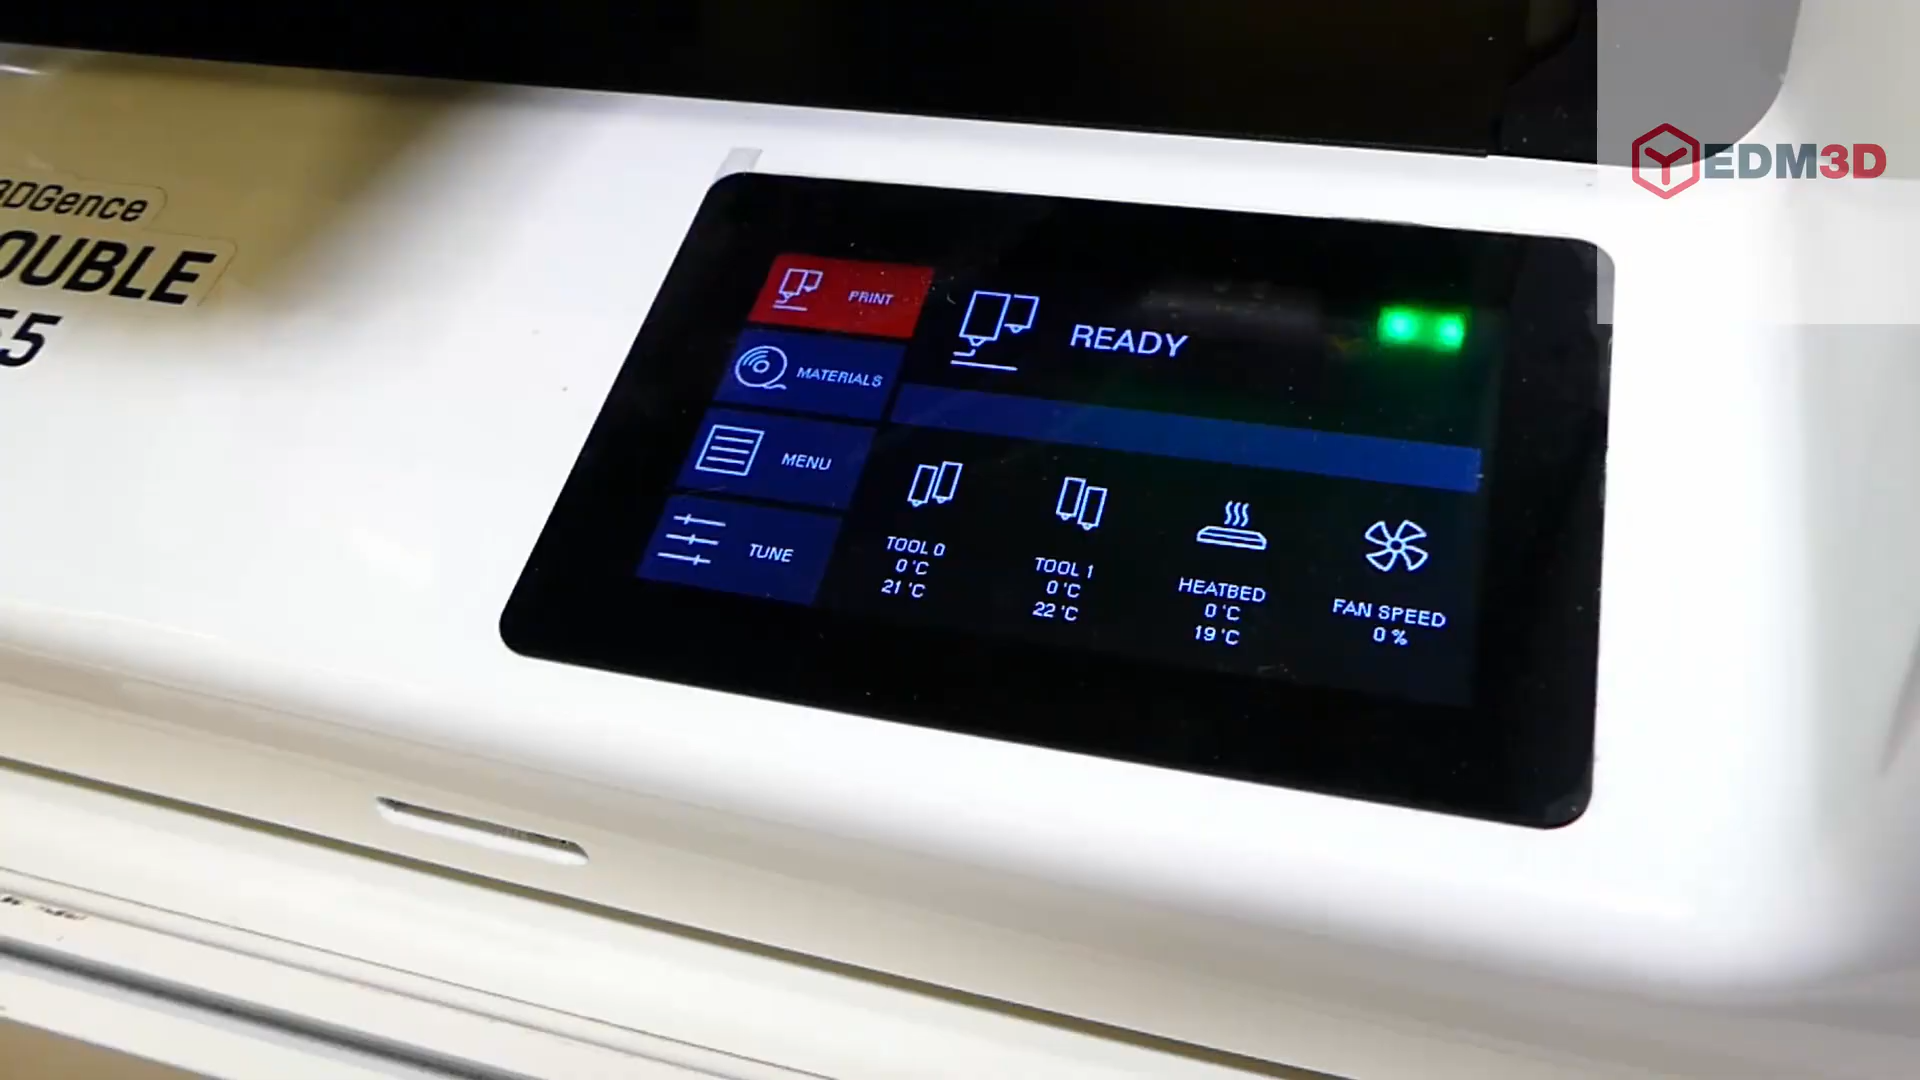 EDM3D
3DGence
OUBLE
READY
PRINT
MATERIALS
MENU
TUNE
TOOL 0
0 'C
21 'C
TOOL 1
0 'C
22 'C
HEATBED
0 'C
19 'C
FAN SPEED
0 %